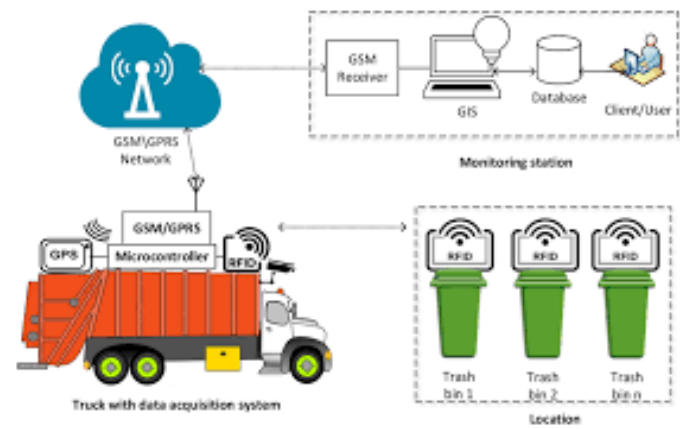 GSM
Receiver
GIS
Database
Client/User
GSM\GPRS
Network
Monitoring station
GSM/GPRS
GPS
Microcontroller
RFID
RFID
RFID
RFID
Trash
bin 1
Trash
bin 2
Trash
bin n
Truck with data acquisition system
Location